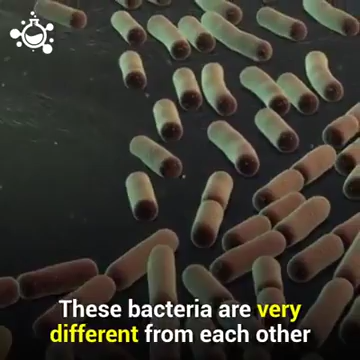 These bacteria are very
different from each other